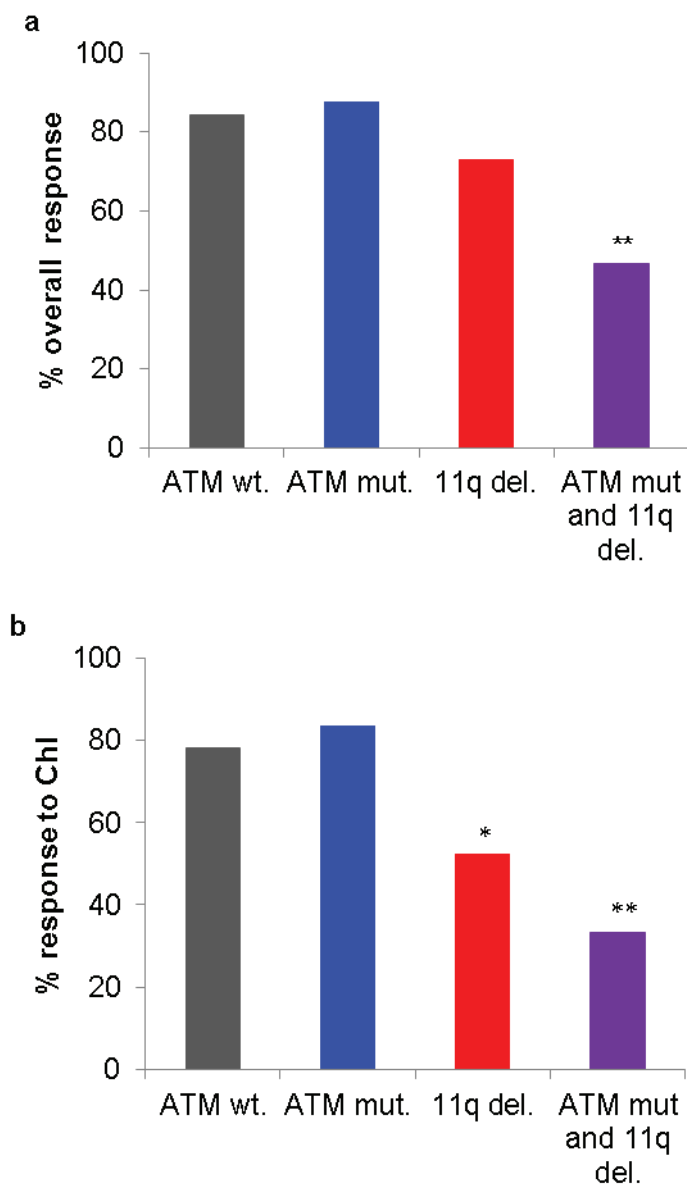 a
% overall response
100
80
60
40
20
0
**
ATM wt.
ATM mut.
11q del.
ATM mut
and 11q
del.
b
% response to Chl
100
80
60
40
20
0
*
**
ATM wt.
ATM mut.
11q del.
ATM mut
and 11q
del.